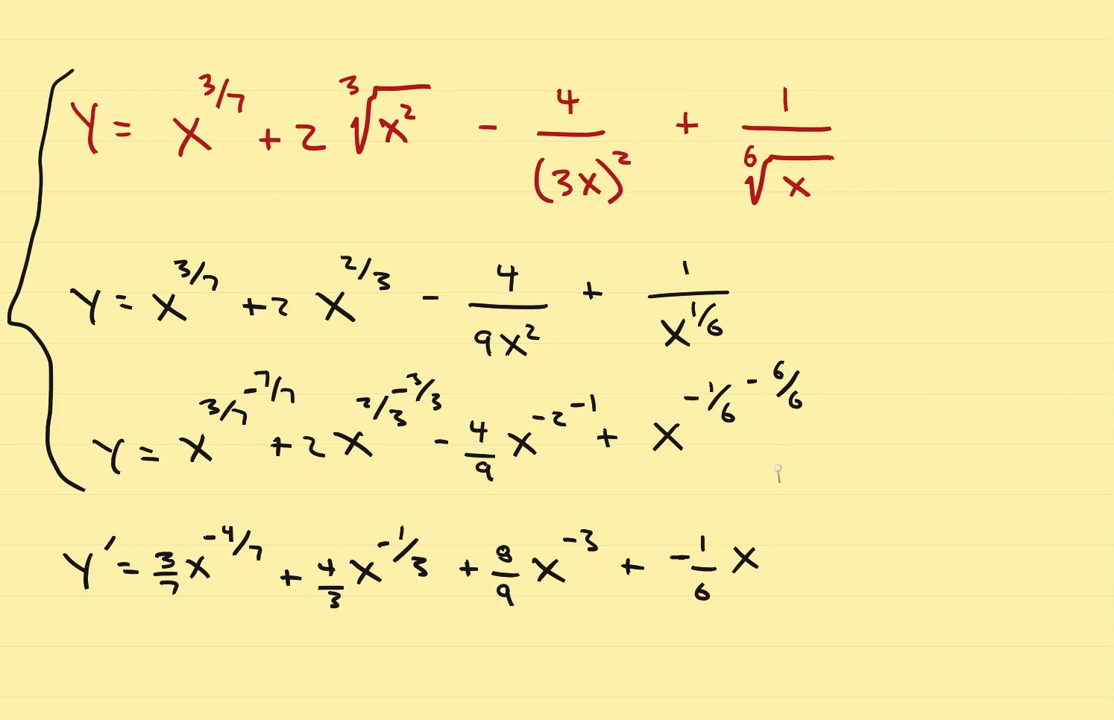 Y = x^{3/7} + 2 ∛(x²) - 4/(3x)² + 1/⁶√x
Y = x^{3/7} + 2 x^{2/3} - 4/(9x²) + 1/x^{1/6}
Y = x^{3/7 - 7/7} + 2x^{2/3 - 3/3} - 4/9 x^{-2-1} + x^{-1/6 - 6/6}
Y' = 3/7 x^{-4/7} + 4/3 x^{-1/3} + 8/9 x^{-3} + -1/6 x